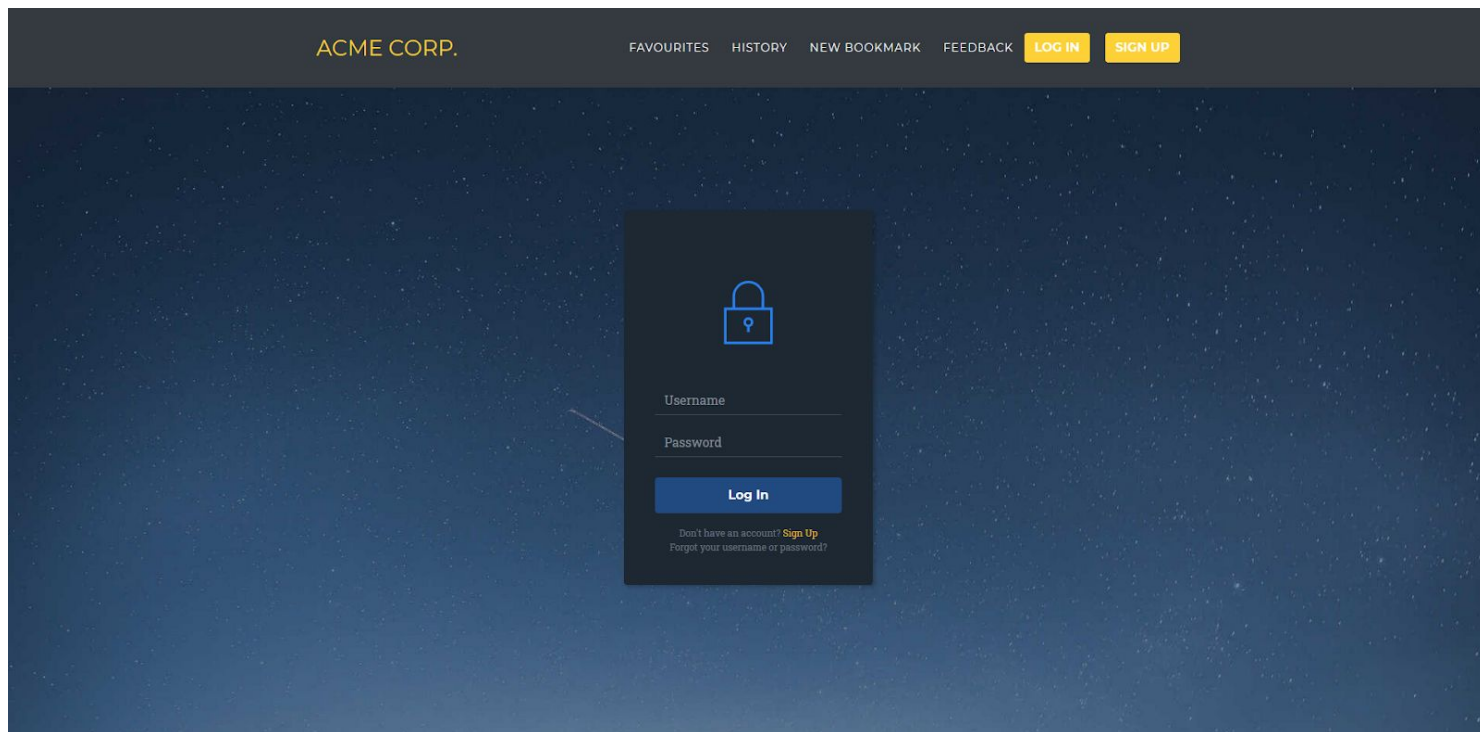 ACME CORP. FAVOURITES HISTORY NEW BOOKMARK FEEDBACK LOG IN SIGN UP
Username
Password
Log In
Don't have an account? Sign Up
Forgot your username or password?